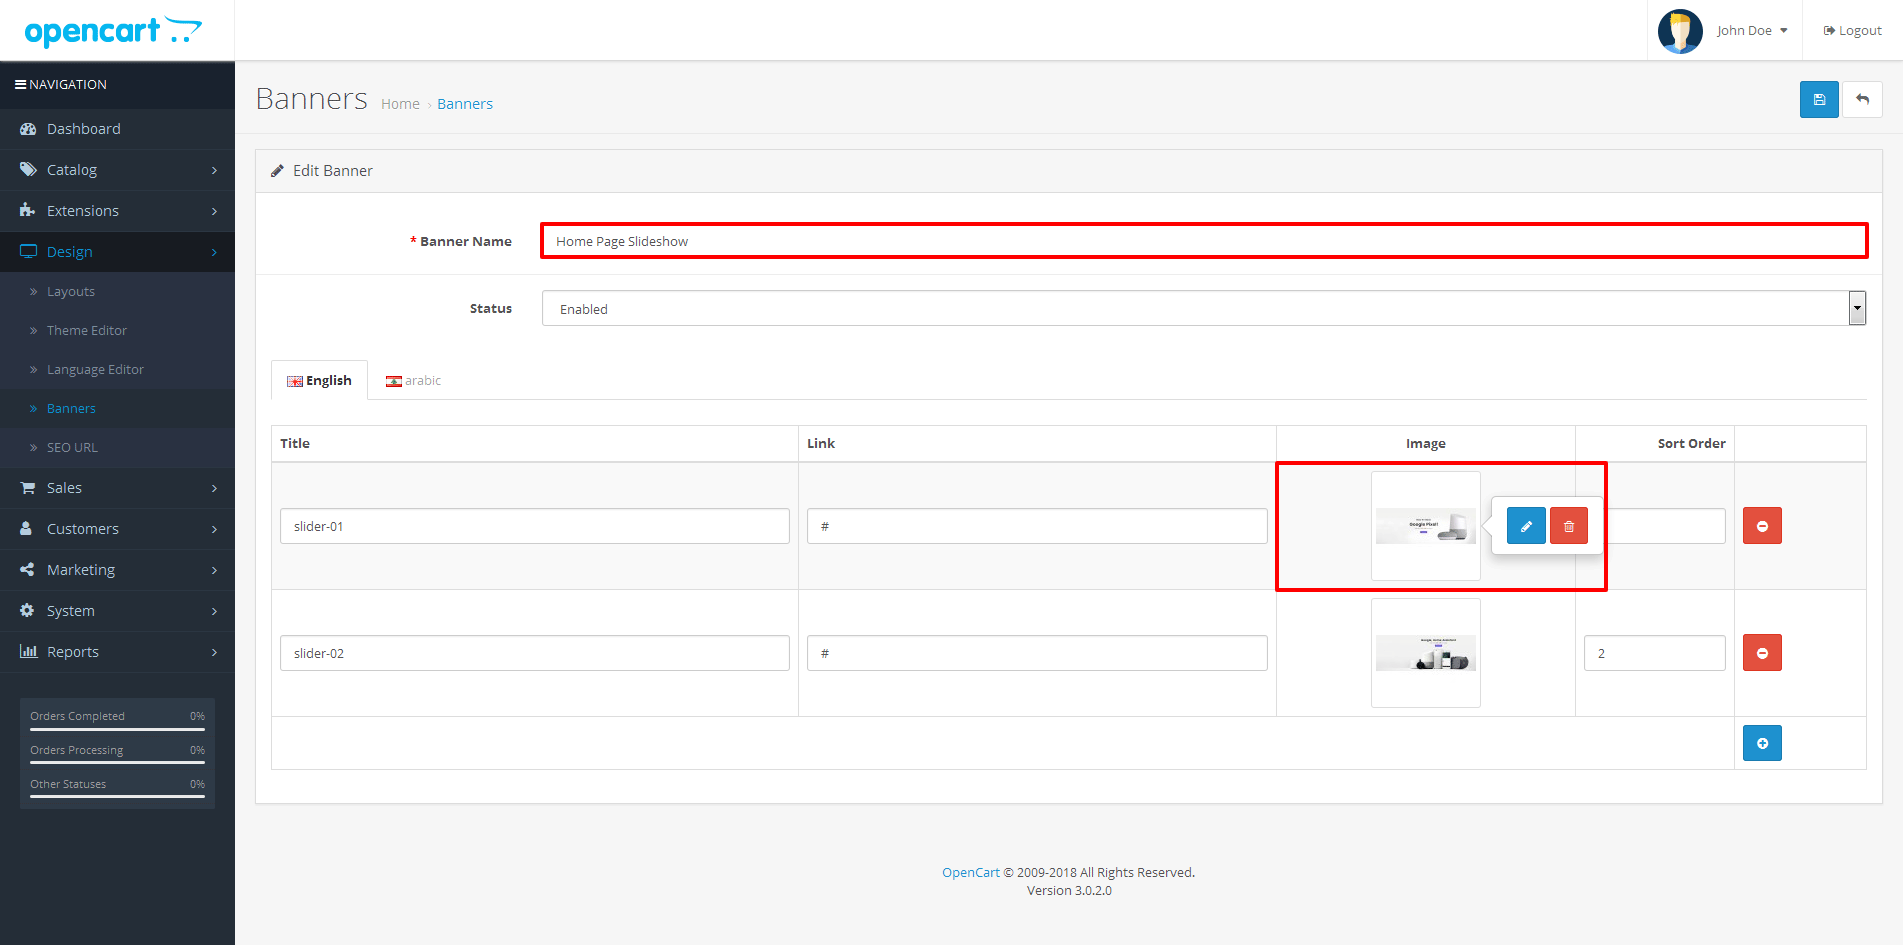 opencart
John Doe
Logout
NAVIGATION
Dashboard
Catalog
Extensions
Design
Layouts
Theme Editor
Language Editor
Banners
SEO URL
Sales
Customers
Marketing
System
Reports
Orders Completed 0%
Orders Processing 0%
Other Statuses 0%
Banners Home › Banners
Edit Banner
* Banner Name Home Page Slideshow
Status Enabled
English arabic
Title Link Image Sort Order
slider-01 #
slider-02 # 2
OpenCart © 2009-2018 All Rights Reserved.
Version 3.0.2.0